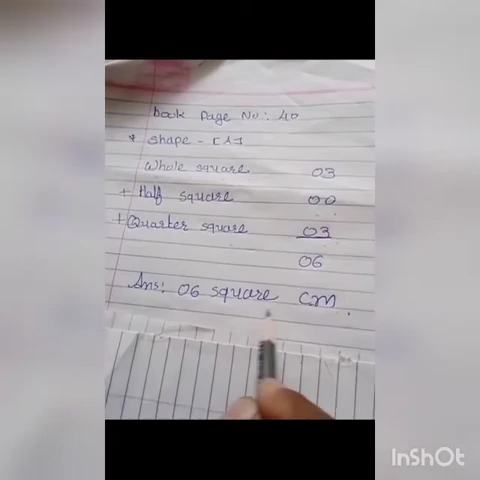 book Page No: 40
* Shape - [A]
Whole square 03
+ Half square 00
+ Quarter square 03
06
Ans: 06 square CM.
InShOt